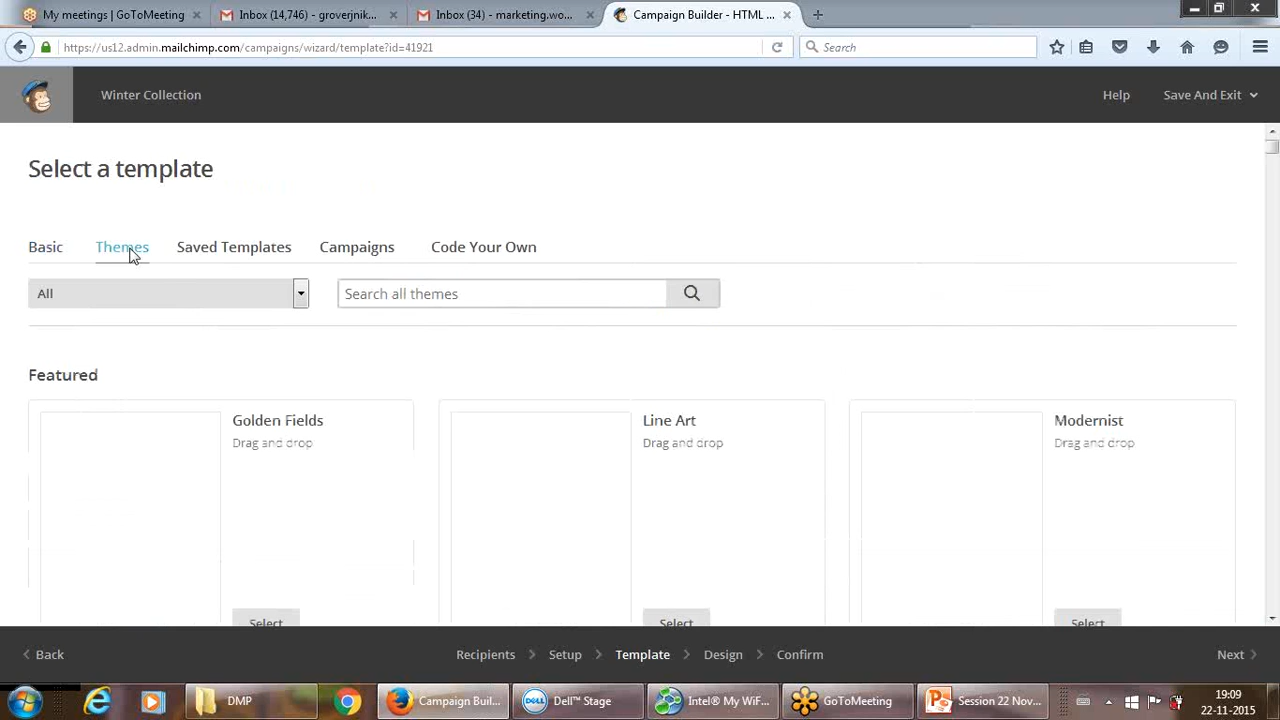 My meetings | GoToMeeting
Inbox (14,746) - groverjnik...
Inbox (34) - marketing.wo...
Campaign Builder - HTML ...
https://us12.admin.mailchimp.com/campaigns/wizard/template?id=41921
Search
Winter Collection
Help
Save And Exit
Select a template
Basic
Themes
Saved Templates
Campaigns
Code Your Own
All
Search all themes
Featured
Golden Fields
Line Art
Modernist
Drag and drop
Drag and drop
Drag and drop
Select
Select
Select
Back
Recipients
Setup
Template
Design
Confirm
Next
DMP
Campaign Buil...
DELL
Dell™ Stage
Intel® My WiF...
GoToMeeting
Session 22 Nov...
19:09
22-11-2015